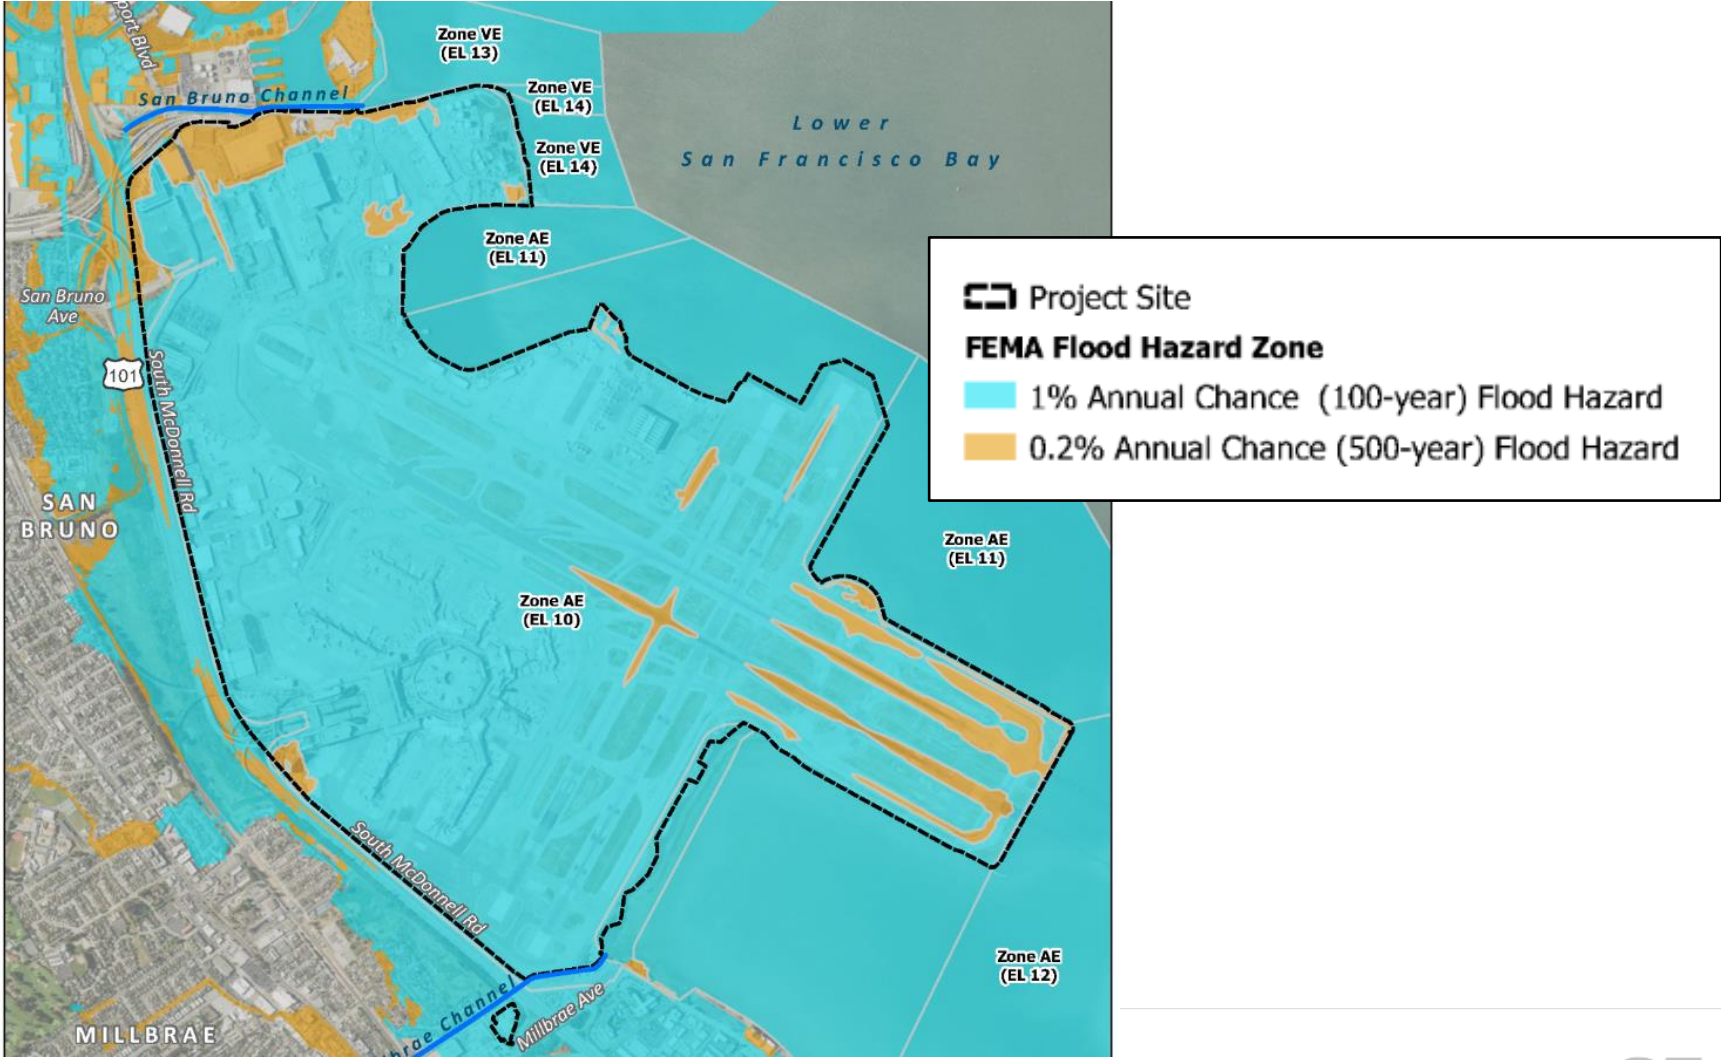 port Blvd
Zone VE
(EL 13)
San Bruno Channel
Zone VE
(EL 14)
Zone VE
(EL 14)
Lower
San Francisco Bay
Zone AE
(EL 11)
San Bruno
Ave
101
South McDonnell Rd
Project Site
FEMA Flood Hazard Zone
1% Annual Chance (100-year) Flood Hazard
0.2% Annual Chance (500-year) Flood Hazard
SAN
BRUNO
Zone AE
(EL 11)
Zone AE
(EL 10)
South McDonnell Rd
Zone AE
(EL 12)
brae Channel
Millbrae Ave
MILLBRAE